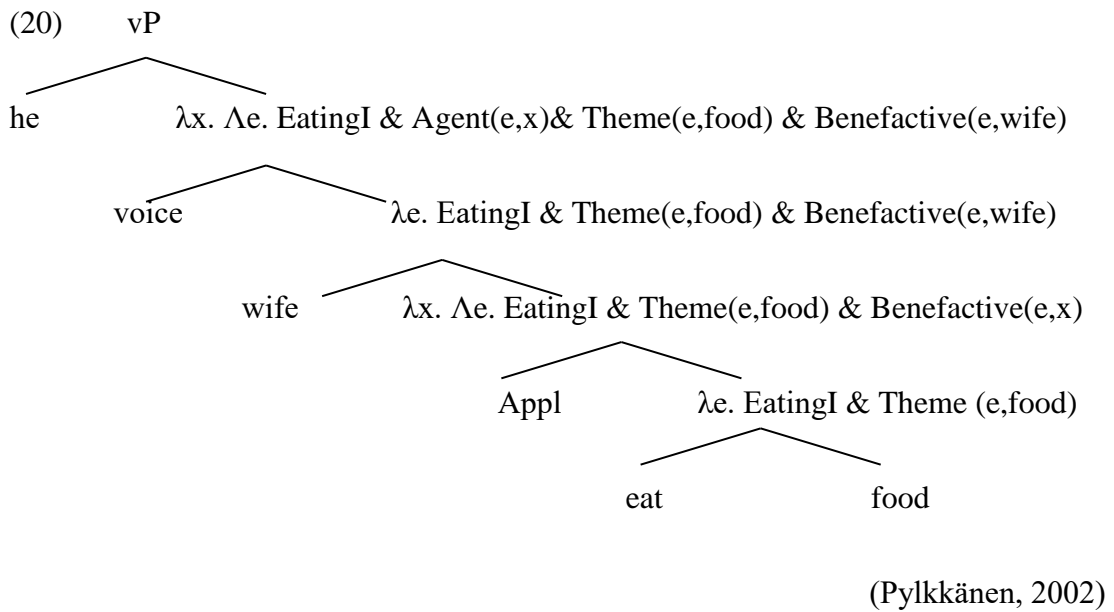 (20) vP
he λx. Λe. EatingI & Agent(e,x)& Theme(e,food) & Benefactive(e,wife)
voice λe. EatingI & Theme(e,food) & Benefactive(e,wife)
wife λx. Λe. EatingI & Theme(e,food) & Benefactive(e,x)
Appl λe. EatingI & Theme (e,food)
eat food
(Pylkkänen, 2002)